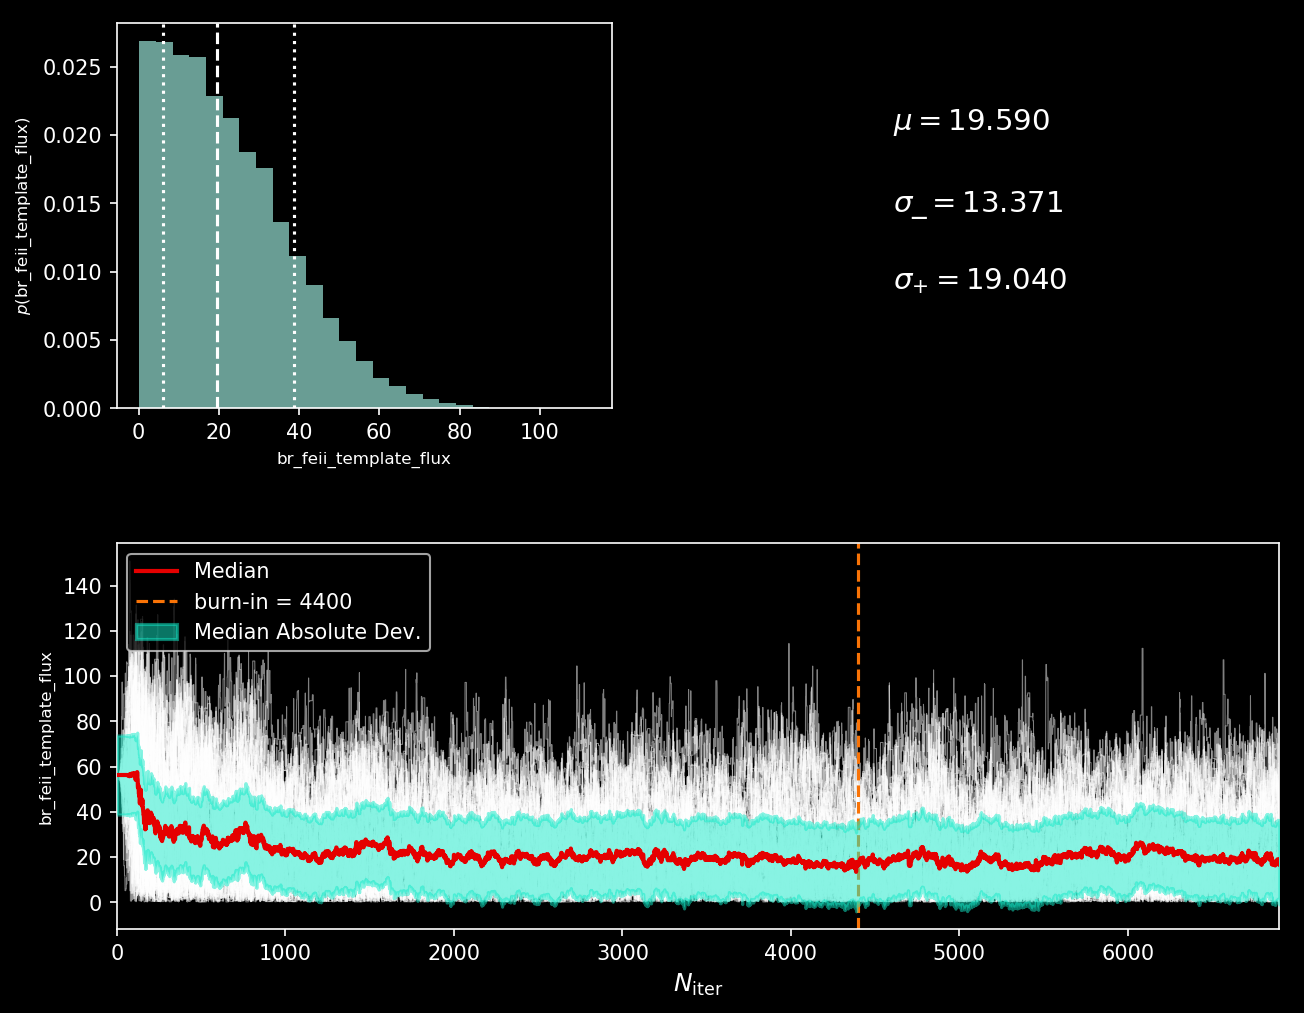 0.025
0.020
0.015
0.010
0.005
0.000
p(br_feii_template_flux)
0 20 40 60 80 100
br_feii_template_flux
μ = 19.590
σ_ = 13.371
σ+ = 19.040
Median
burn-in = 4400
Median Absolute Dev.
140
120
100
80
60
40
20
0
br_feii_template_flux
0 1000 2000 3000 4000 5000 6000
Niter